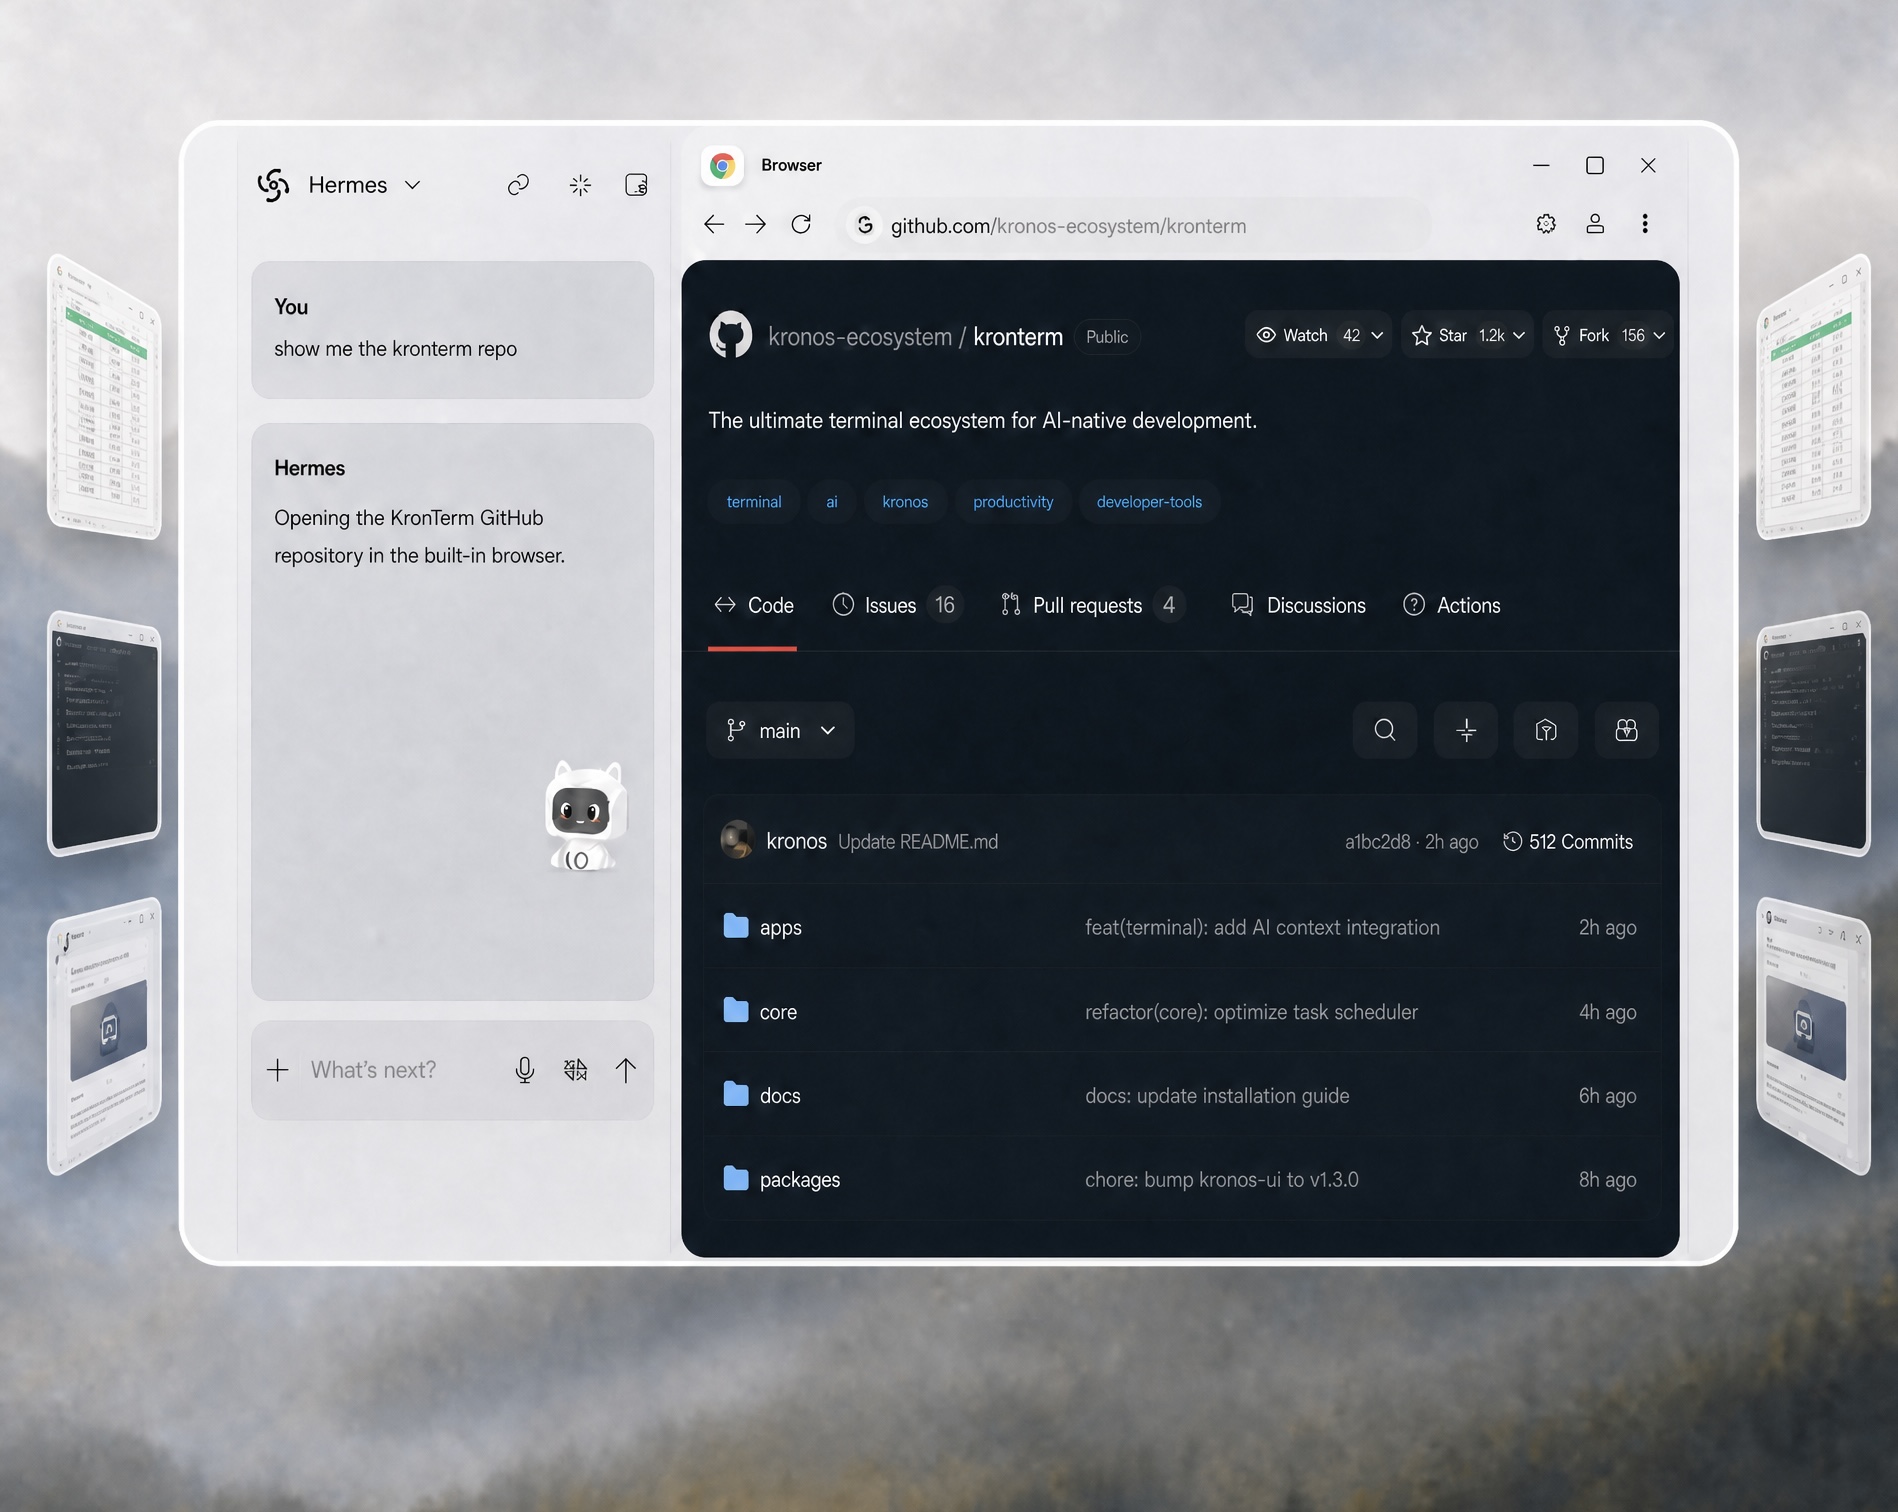 Hermes
You
show me the kronterm repo
Hermes
Opening the KronTerm GitHub
repository in the built-in browser.
What's next?
Browser
github.com/kronos-ecosystem/kronterm
kronos-ecosystem / kronterm Public
Watch 42 Star 1.2k Fork 156
The ultimate terminal ecosystem for AI-native development.
terminal ai kronos productivity developer-tools
Code Issues 16 Pull requests 4 Discussions Actions
main
kronos Update README.md a1bc2d8 · 2h ago 512 Commits
apps feat(terminal): add AI context integration 2h ago
core refactor(core): optimize task scheduler 4h ago
docs docs: update installation guide 6h ago
packages chore: bump kronos-ui to v1.3.0 8h ago